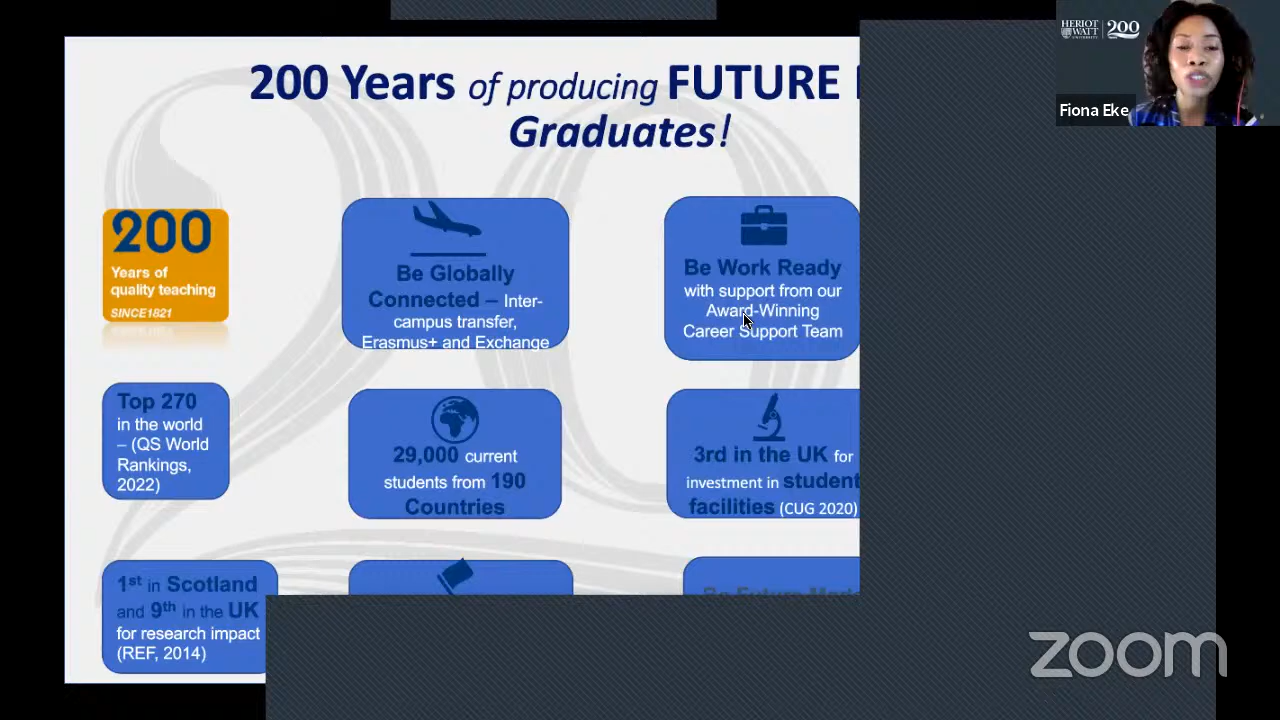 HERIOT
WATT
UNIVERSITY
200
Fiona Eke
200 Years of producing FUTURE
Graduates!
200
Years of
quality teaching
SINCE1821
Be Globally
Connected – Inter-
campus transfer,
Erasmus+ and Exchange
Be Work Ready
with support from our
Award-Winning
Career Support Team
Top 270
in the world
– (QS World
Rankings,
2022)
29,000 current
students from 190
Countries
3rd in the UK for
investment in student
facilities (CUG 2020)
1st in Scotland
and 9th in the UK
for research impact
(REF, 2014)
Be Future
zoom